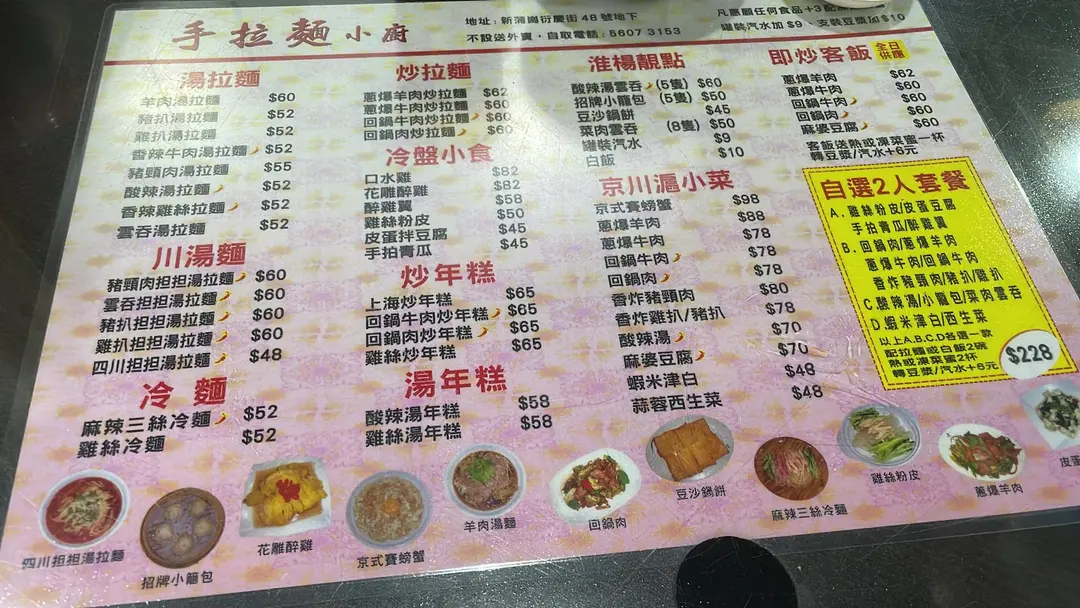 手拉麵小廚
地址：新蒲崗衍慶街 48 號地下
不設送外賣，自取電話：5607 3153
凡惠顧任何食品+3配
罐裝汽水加 $9、支裝豆漿加 $10
湯拉麵
羊肉湯拉麵 $60
豬扒湯拉麵 $52
雞扒湯拉麵 $52
香辣牛肉湯拉麵 $52
豬頸肉湯拉麵 $55
酸辣湯拉麵 $52
香辣雞絲拉麵 $52
雲吞湯拉麵 $52
川湯麵
豬頸肉担担湯拉麵 $60
雲吞担担湯拉麵 $60
豬扒担担湯拉麵 $60
雞扒担担湯拉麵 $60
四川担担湯拉麵 $48
冷麵
麻辣三絲冷麵 $52
雞絲冷麵 $52
炒拉麵
蔥爆羊肉炒拉麵 $62
蔥爆牛肉炒拉麵 $60
回鍋牛肉炒拉麵 $60
回鍋肉炒拉麵 $60
冷盤小食
口水雞 $82
花雕醉雞 $82
醉雞翼 $58
雞絲粉皮 $50
皮蛋拌豆腐 $45
手拍青瓜 $45
炒年糕
上海炒年糕 $65
回鍋牛肉炒年糕 $65
回鍋肉炒年糕 $65
雞絲炒年糕
湯年糕
酸辣湯年糕 $58
雞絲湯年糕 $58
淮楊靚點
酸辣湯雲吞 (5隻) $60
招牌小籠包 (5隻) $50
豆沙鍋餅 $45
菜肉雲吞 (8隻) $50
罐裝汽水 $9
白飯 $10
京川滬小菜
京式賽螃蟹 $98
蔥爆羊肉 $88
蔥爆牛肉 $78
回鍋牛肉 $78
回鍋肉 $78
香炸豬頸肉 $80
香炸雞扒/豬扒 $78
酸辣湯 $70
麻婆豆腐 $70
蝦米津白 $48
蒜蓉西生菜 $48
即炒客飯 全日供應
蔥爆羊肉 $62
蔥爆牛肉 $60
回鍋牛肉 $60
回鍋肉 $60
麻婆豆腐 $60
客飯送熱或凍菜蜜一杯
轉豆漿/汽水+6元
自選2人套餐
A. 雞絲粉皮/皮蛋豆腐
手拍青瓜/醉雞翼
B. 回鍋肉/蔥爆羊肉
蔥爆牛肉/回鍋牛肉
香炸豬頸肉/豬扒/雞扒
C.酸辣湯/小籠包/菜肉雲吞
D.蝦米津白/西生菜
以上A.B.C.D各選一款
配拉麵或白飯2碗
熱或凍菜蜜2杯
轉豆漿/汽水+6元
$228
四川担担湯拉麵
招牌小籠包
花雕醉雞
京式賽螃蟹
羊肉湯麵
回鍋肉
豆沙鍋餅
麻辣三絲冷麵
雞絲粉皮
蔥爆羊肉
皮蛋